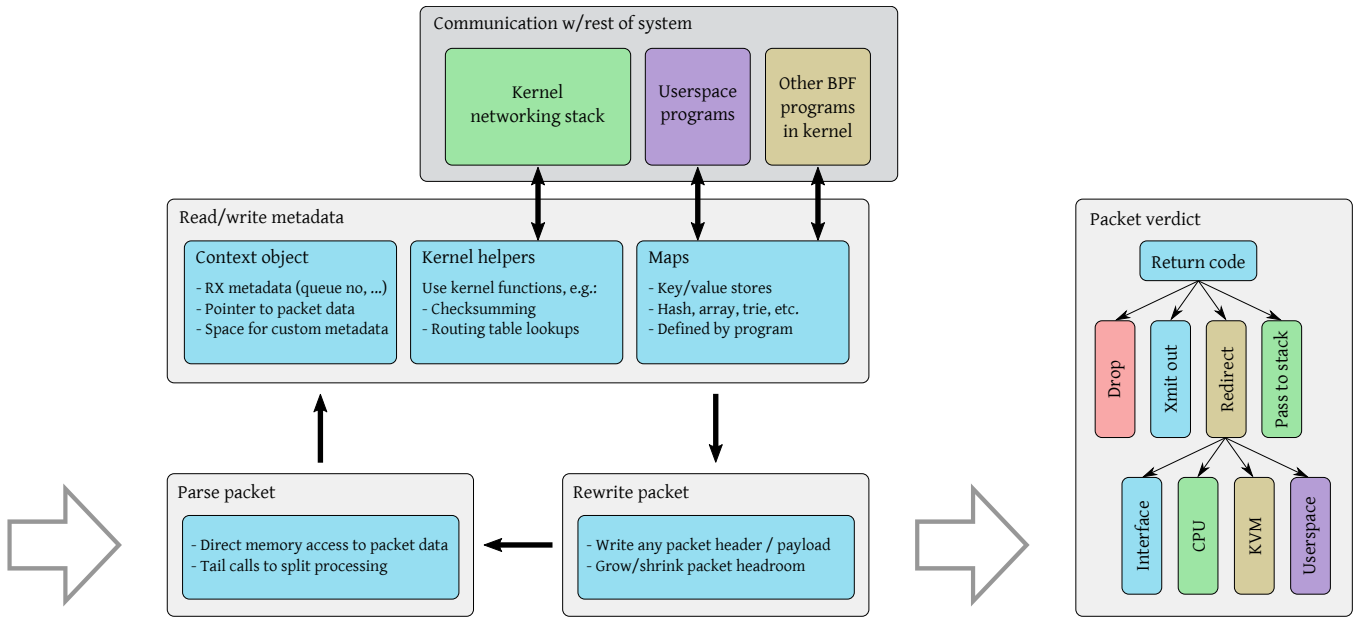 Communication w/rest of system
Kernel
networking stack
Userspace
programs
Other BPF
programs
in kernel
Read/write metadata
Context object
- RX metadata (queue no, ...)
- Pointer to packet data
- Space for custom metadata
Kernel helpers
Use kernel functions, e.g.:
- Checksumming
- Routing table lookups
Maps
- Key/value stores
- Hash, array, trie, etc.
- Defined by program
Parse packet
- Direct memory access to packet data
- Tail calls to split processing
Rewrite packet
- Write any packet header / payload
- Grow/shrink packet headroom
Packet verdict
Return code
Drop
Xmit out
Redirect
Pass to stack
Interface
CPU
KVM
Userspace